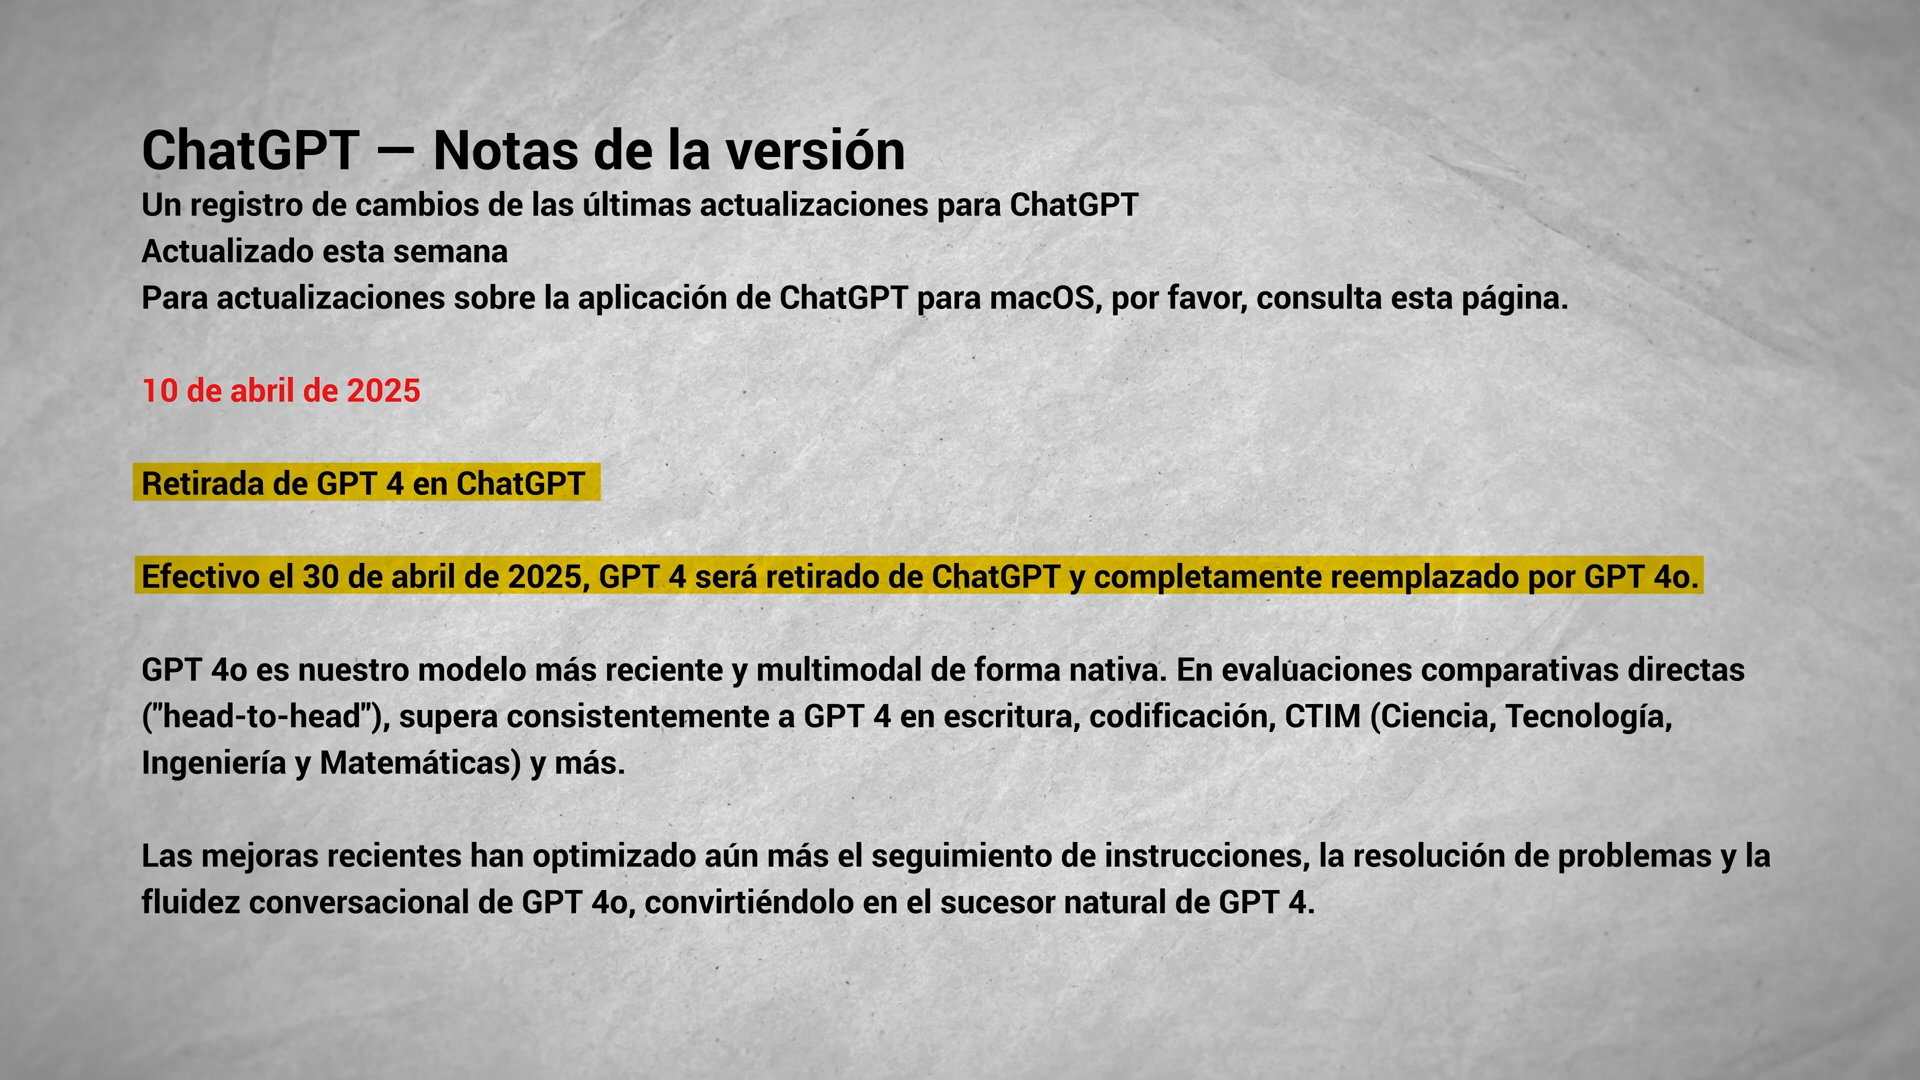 ChatGPT — Notas de la versión
Un registro de cambios de las últimas actualizaciones para ChatGPT
Actualizado esta semana
Para actualizaciones sobre la aplicación de ChatGPT para macOS, por favor, consulta esta página.
10 de abril de 2025
Retirada de GPT 4 en ChatGPT
Efectivo el 30 de abril de 2025, GPT 4 será retirado de ChatGPT y completamente reemplazado por GPT 4o.
GPT 4o es nuestro modelo más reciente y multimodal de forma nativa. En evaluaciones comparativas directas
("head-to-head"), supera consistentemente a GPT 4 en escritura, codificación, CTIM (Ciencia, Tecnología,
Ingeniería y Matemáticas) y más.
Las mejoras recientes han optimizado aún más el seguimiento de instrucciones, la resolución de problemas y la
fluidez conversacional de GPT 4o, convirtiéndolo en el sucesor natural de GPT 4.